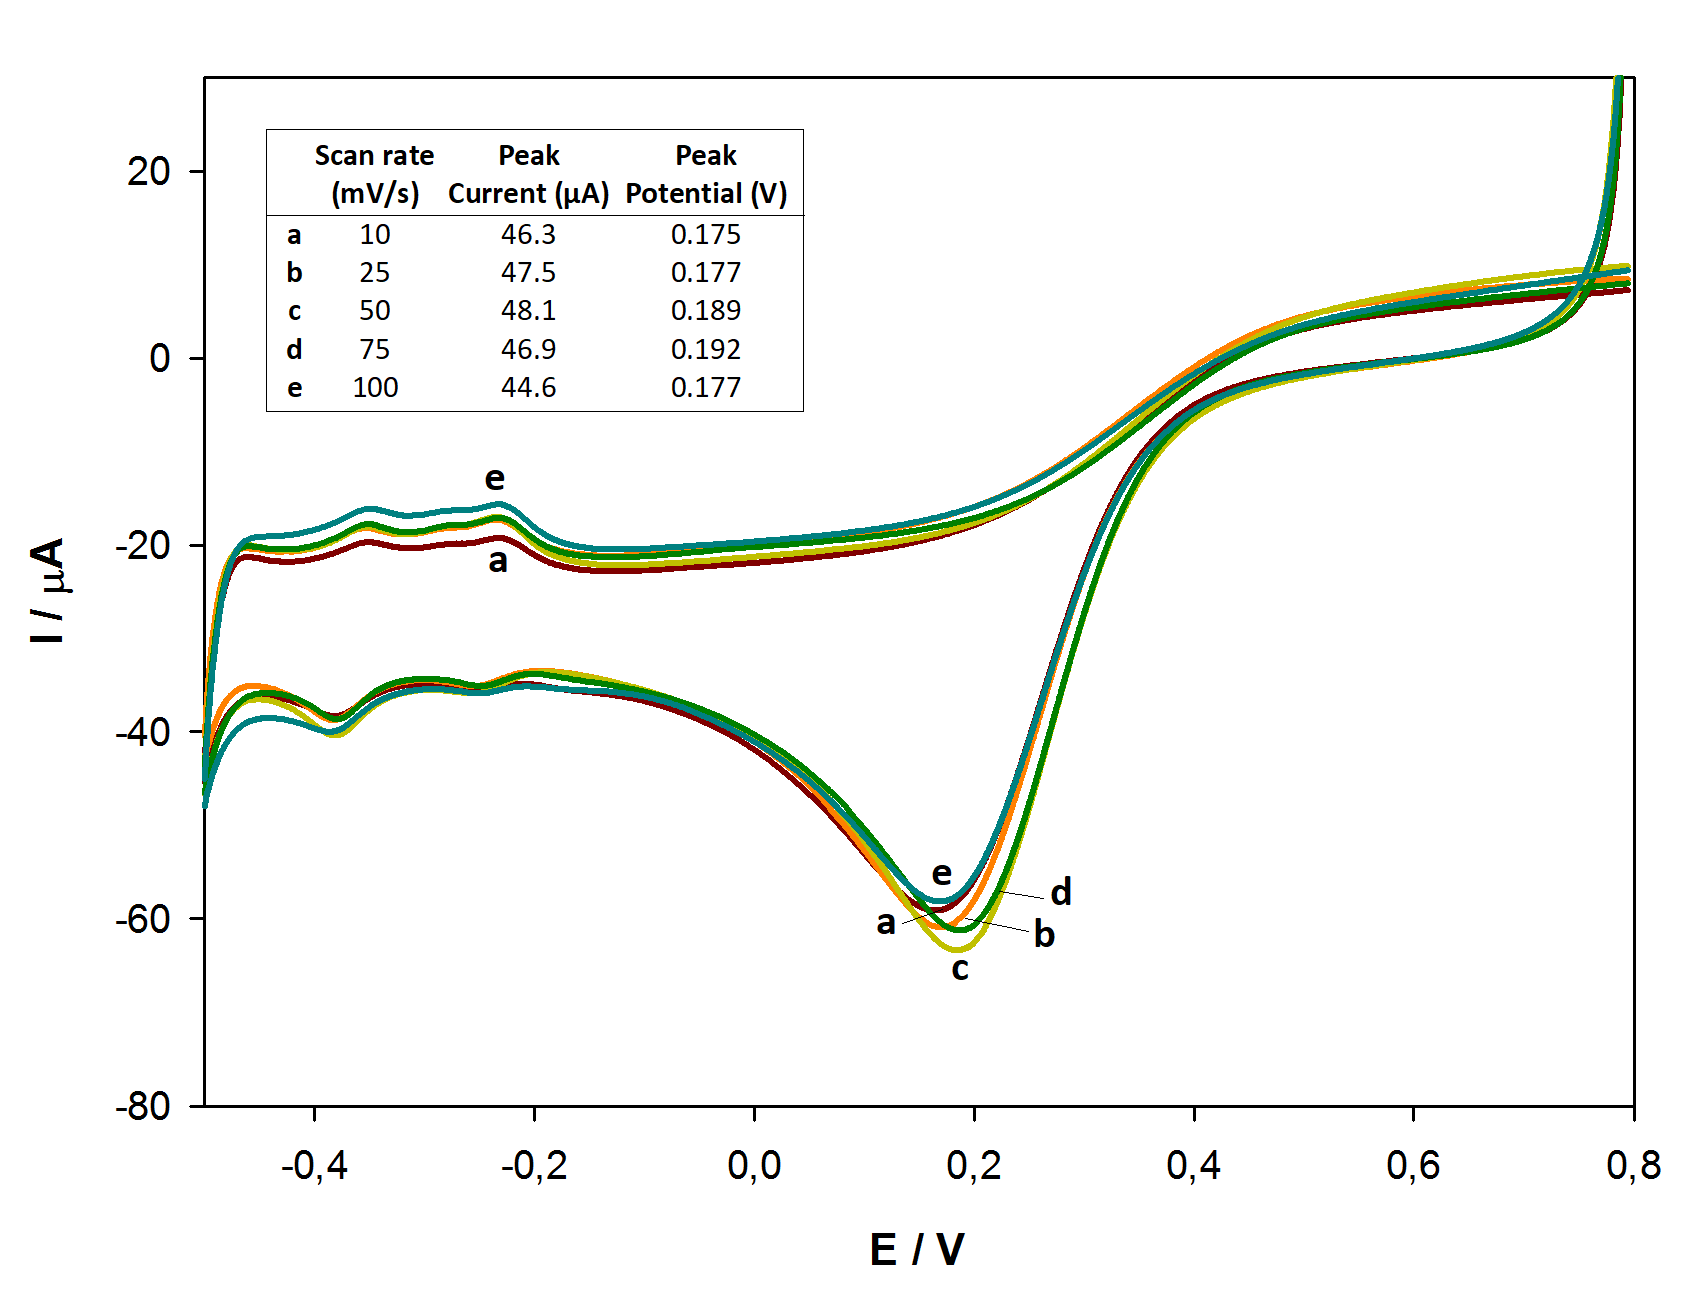 20
0
-20
-40
-60
-80
I / μA
Scan rate Peak Peak
(mV/s) Current (μA) Potential (V)
a 10 46.3 0.175
b 25 47.5 0.177
c 50 48.1 0.189
d 75 46.9 0.192
e 100 44.6 0.177
e
a
e
a
d
b
c
-0,4 -0,2 0,0 0,2 0,4 0,6 0,8
E / V